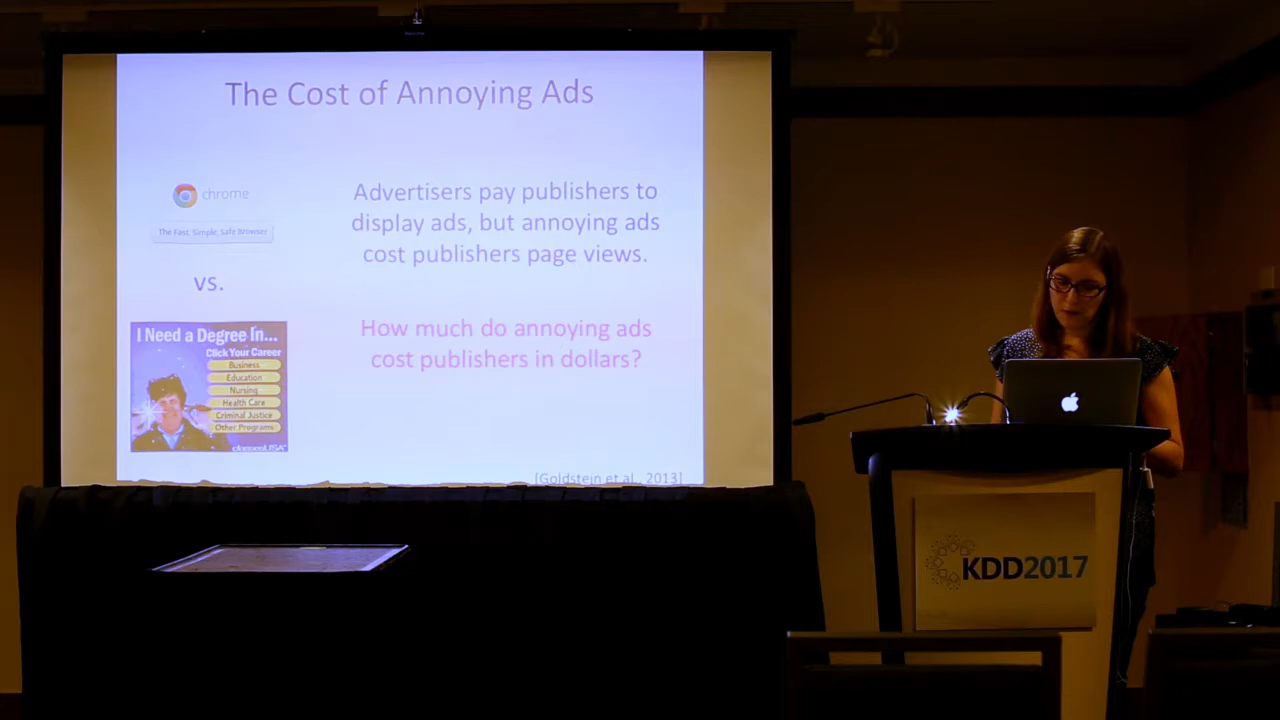 The Cost of Annoying Ads
chrome
The Fast, Simple, Safe Browser
vs.
Advertisers pay publishers to
display ads, but annoying ads
cost publishers page views.
How much do annoying ads
cost publishers in dollars?
I Need a Degree In...
Click Your Career
Business
Education
Nursing
Health Care
Criminal Justice
Other Programs
[Goldstein et al., 2013]
KDD2017